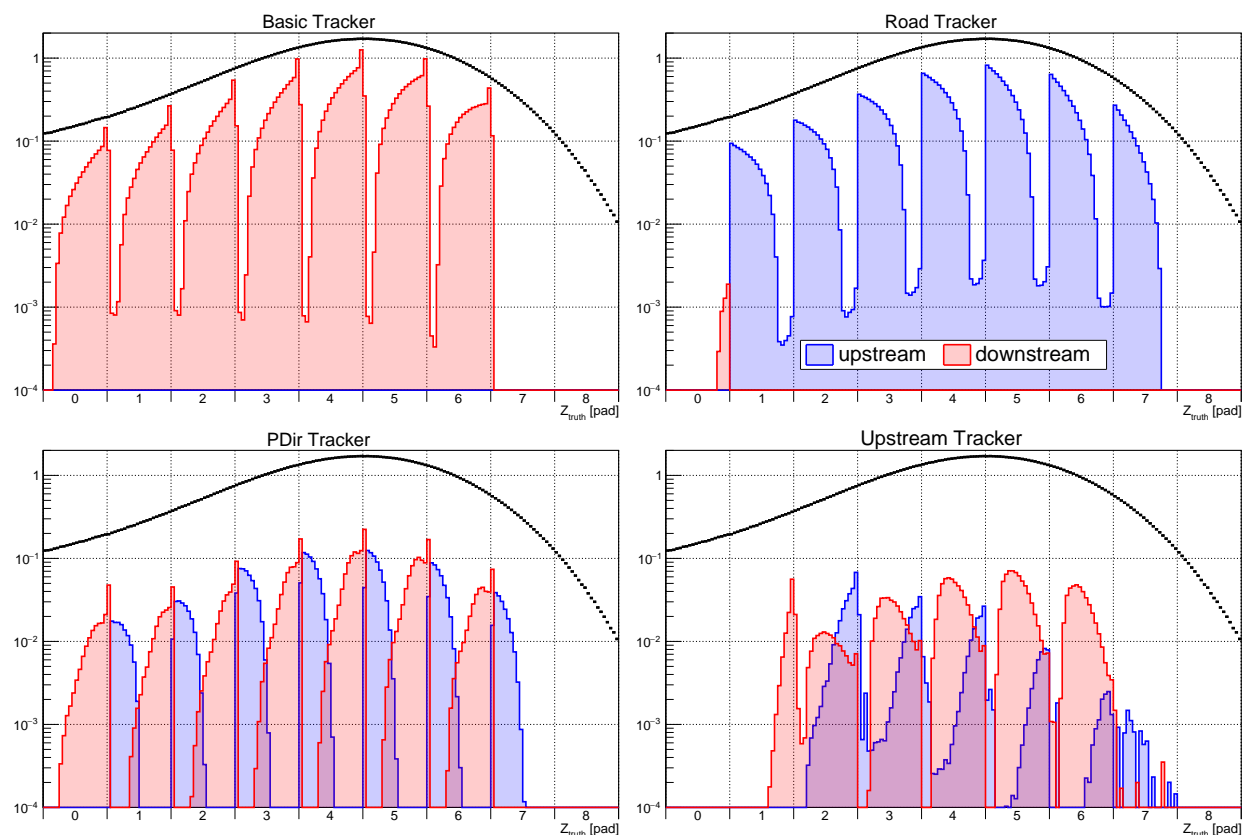 Basic Tracker
1
10⁻¹
10⁻²
10⁻³
10⁻⁴
0 1 2 3 4 5 6 7 8
Z_truth [pad]
Road Tracker
1
10⁻¹
10⁻²
10⁻³
10⁻⁴
upstream downstream
0 1 2 3 4 5 6 7 8
Z_truth [pad]
PDir Tracker
1
10⁻¹
10⁻²
10⁻³
10⁻⁴
0 1 2 3 4 5 6 7 8
Z_truth [pad]
Upstream Tracker
1
10⁻¹
10⁻²
10⁻³
10⁻⁴
0 1 2 3 4 5 6 7 8
Z_truth [pad]